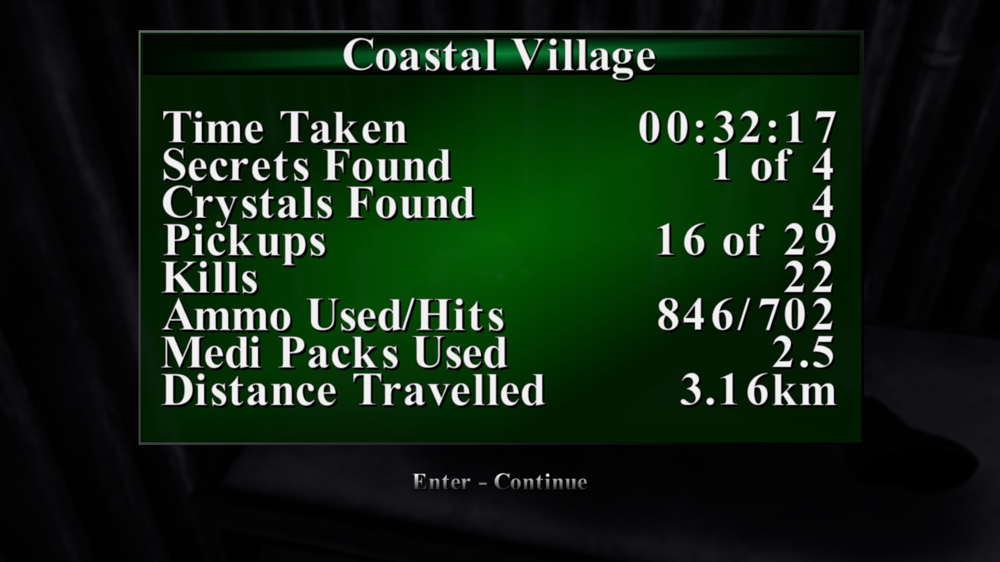 Coastal Village
Time Taken 00:32:17
Secrets Found 1 of 4
Crystals Found 4
Pickups 16 of 29
Kills 22
Ammo Used/Hits 846/702
Medi Packs Used 2.5
Distance Travelled 3.16km
Enter - Continue